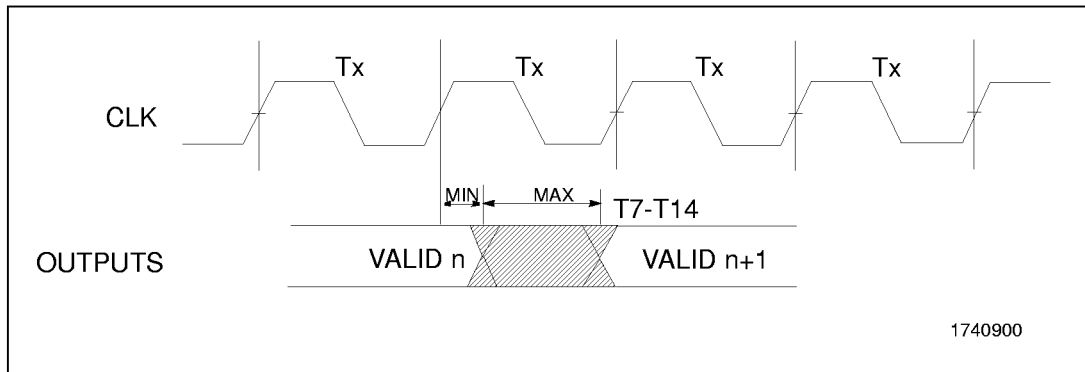 Tx Tx Tx Tx
CLK
MIN MAX T7-T14
OUTPUTS VALID n VALID n+1
1740900